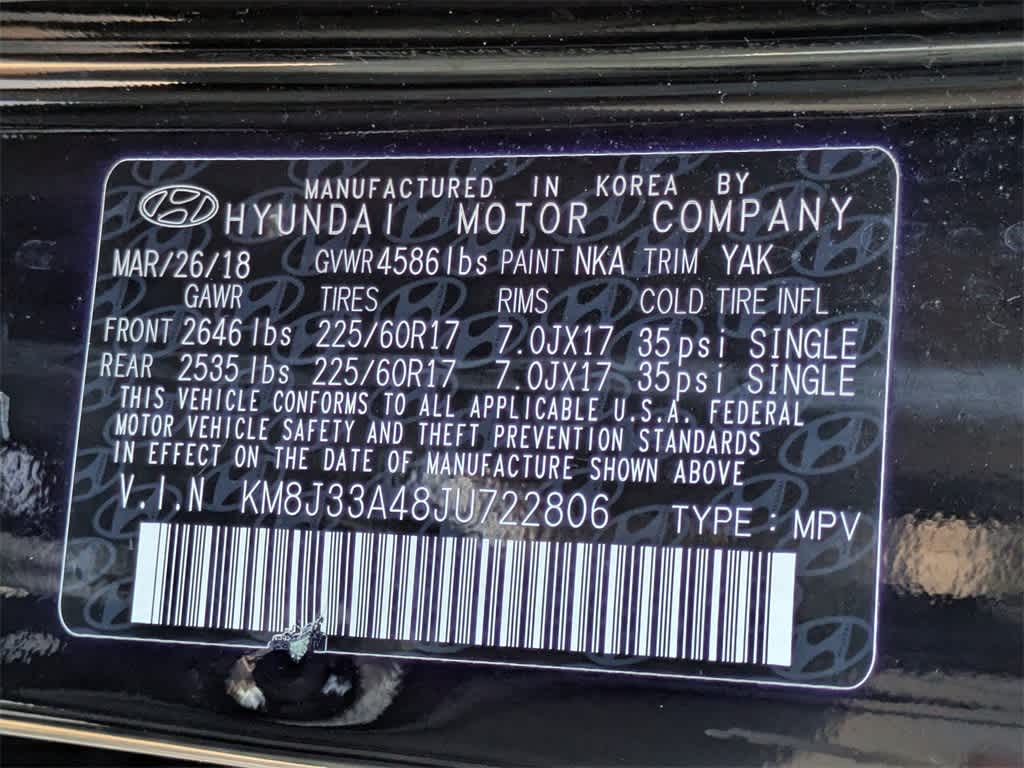 MANUFACTURED IN KOREA BY
HYUNDAI MOTOR COMPANY
MAR/26/18 GVWR 4586 lbs PAINT NKA TRIM YAK
GAWR TIRES RIMS COLD TIRE INFL
FRONT 2646 lbs 225/60R17 7.0JX17 35psi SINGLE
REAR 2535 lbs 225/60R17 7.0JX17 35psi SINGLE
THIS VEHICLE CONFORMS TO ALL APPLICABLE U.S.A. FEDERAL
MOTOR VEHICLE SAFETY AND THEFT PREVENTION STANDARDS
IN EFFECT ON THE DATE OF MANUFACTURE SHOWN ABOVE
V.I.N KM8J33A48JU722806 TYPE : MPV